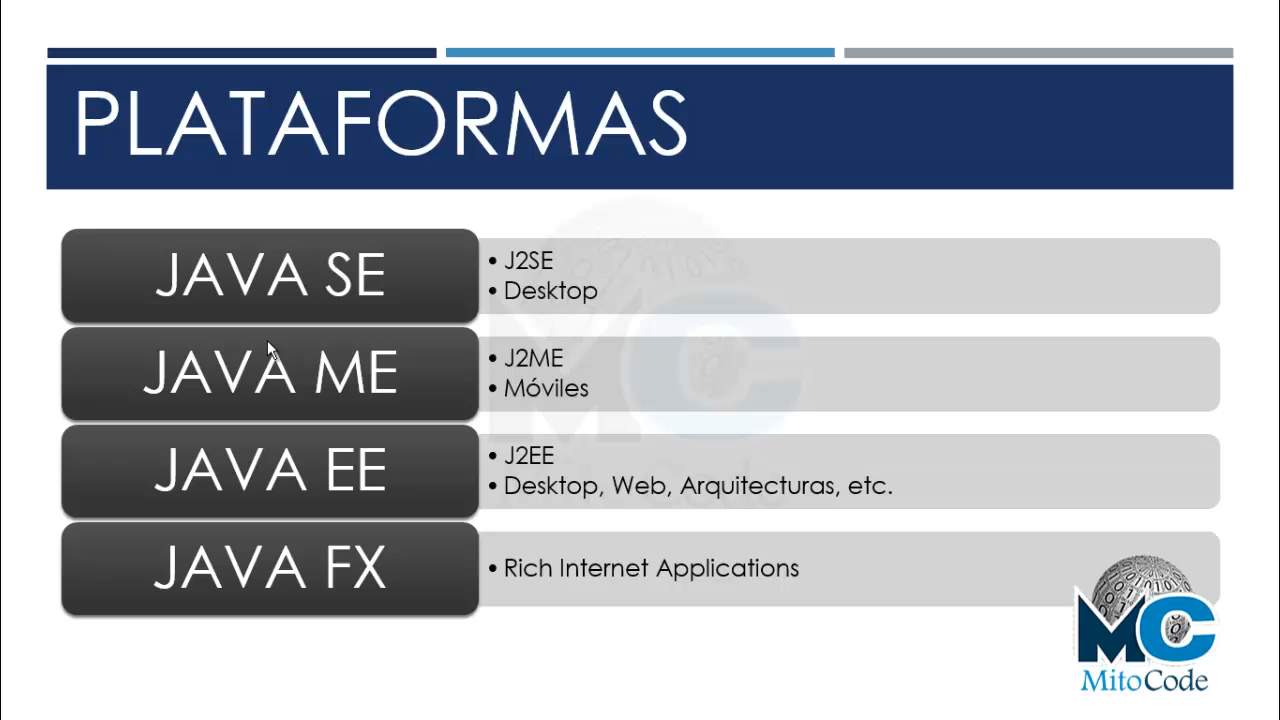 PLATAFORMAS
JAVA SE
• J2SE
• Desktop
JAVA ME
• J2ME
• Móviles
JAVA EE
• J2EE
• Desktop, Web, Arquitecturas, etc.
JAVA FX
• Rich Internet Applications
MC
MitoCode